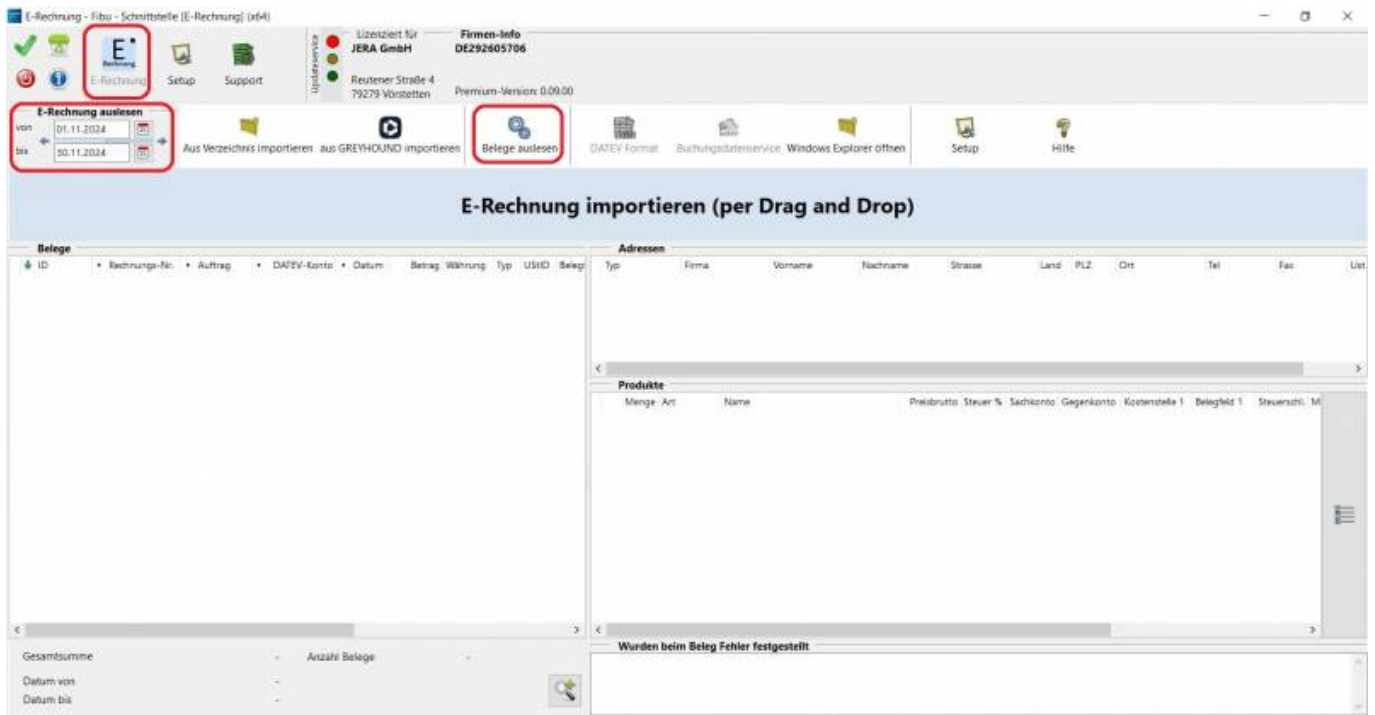 E-Rechnung - Fibu - Schnittstelle [E-Rechnung] (x64)
E
Rechnung
E-Rechnung
Setup
Support
Updateservice
Lizenziert für
JERA GmbH
Reutener Straße 4
79279 Vörstetten
Firmen-Info
DE292605706
Premium-Version: 0.09.00
E-Rechnung auslesen
von 01.11.2024
bis 30.11.2024
Aus Verzeichnis importieren
aus GREYHOUND importieren
Belege auslesen
DATEV Format
Buchungsdatenservice
Windows Explorer öffnen
Setup
Hilfe
E-Rechnung importieren (per Drag and Drop)
Belege
ID Rechnungs-Nr. Auftrag DATEV-Konto Datum Betrag Währung Typ UStID Beleg
Adressen
Typ Firma Vorname Nachname Strasse Land PLZ Ort Tel Fax Ust
Produkte
Menge Art Name Preisbrutto Steuer % Sachkonto Gegenkonto Kostenstelle 1 Belegfeld 1 Steuerschl. M
Gesamtsumme - Anzahl Belege -
Datum von -
Datum bis -
Wurden beim Beleg Fehler festgestellt